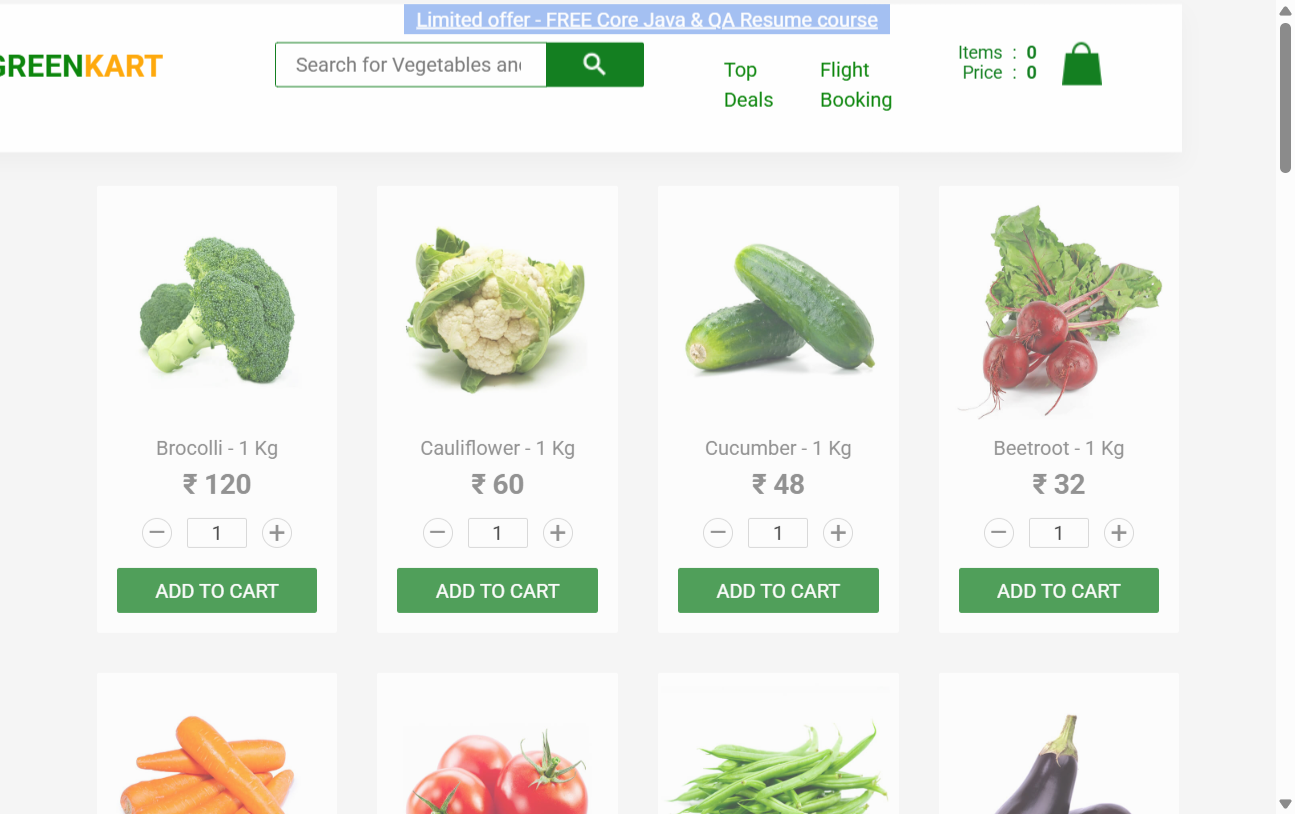 Limited offer - FREE Core Java & QA Resume course
GREENKART
Search for Vegetables and
Top Deals
Flight Booking
Items : 0
Price : 0
Brocolli - 1 Kg
₹ 120
− 1 +
ADD TO CART
Cauliflower - 1 Kg
₹ 60
− 1 +
ADD TO CART
Cucumber - 1 Kg
₹ 48
− 1 +
ADD TO CART
Beetroot - 1 Kg
₹ 32
− 1 +
ADD TO CART